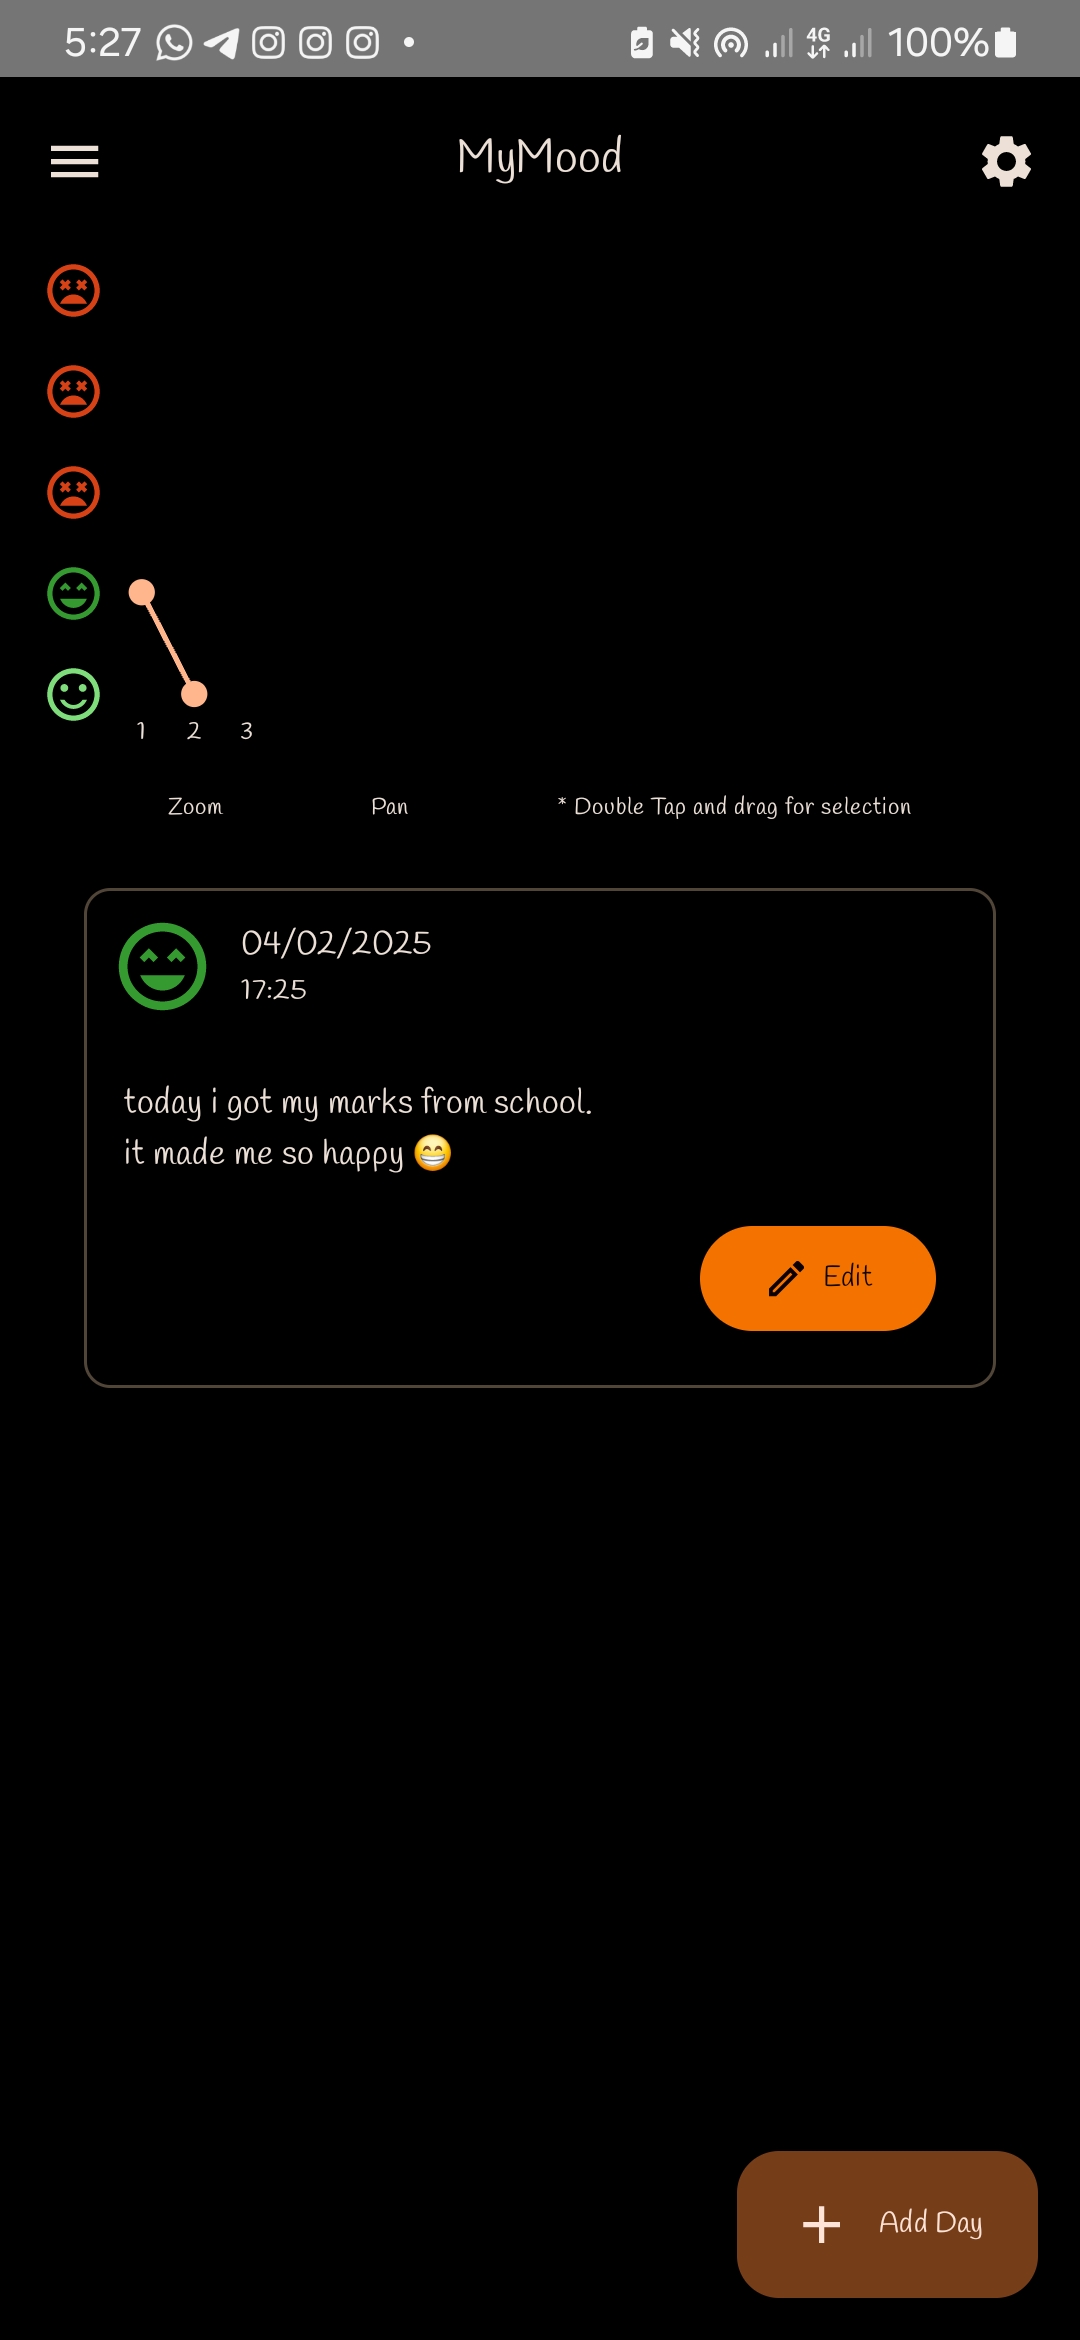 5:27 4G 100%
MyMood
1 2 3
Zoom Pan * Double Tap and drag for selection
04/02/2025
17:25
today i got my marks from school.
it made me so happy 😁
Edit
Add Day